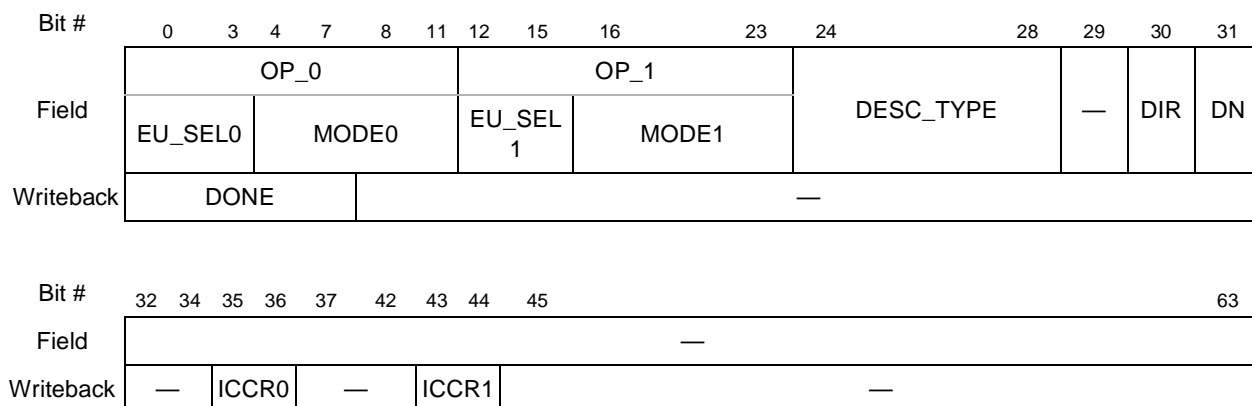 Bit # 0 3 4 7 8 11 12 15 16 23 24 28 29 30 31
OP_0 OP_1
Field EU_SEL0 MODE0 EU_SEL MODE1 DESC_TYPE — DIR DN
1
Writeback DONE —
Bit # 32 34 35 36 37 42 43 44 45 63
Field —
Writeback — ICCR0 — ICCR1 —